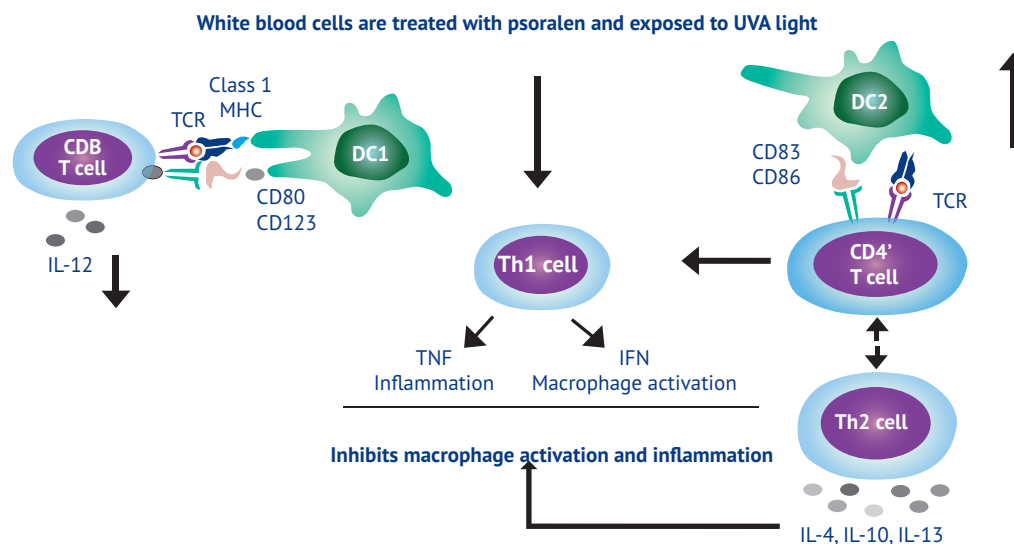 White blood cells are treated with psoralen and exposed to UVA light
Class 1
MHC
TCR
CDB
T cell
DC1
CD80
CD123
IL-12
DC2
CD83
CD86
TCR
CD4'
T cell
Th1 cell
TNF
Inflammation
IFN
Macrophage activation
Th2 cell
Inhibits macrophage activation and inflammation
IL-4, IL-10, IL-13